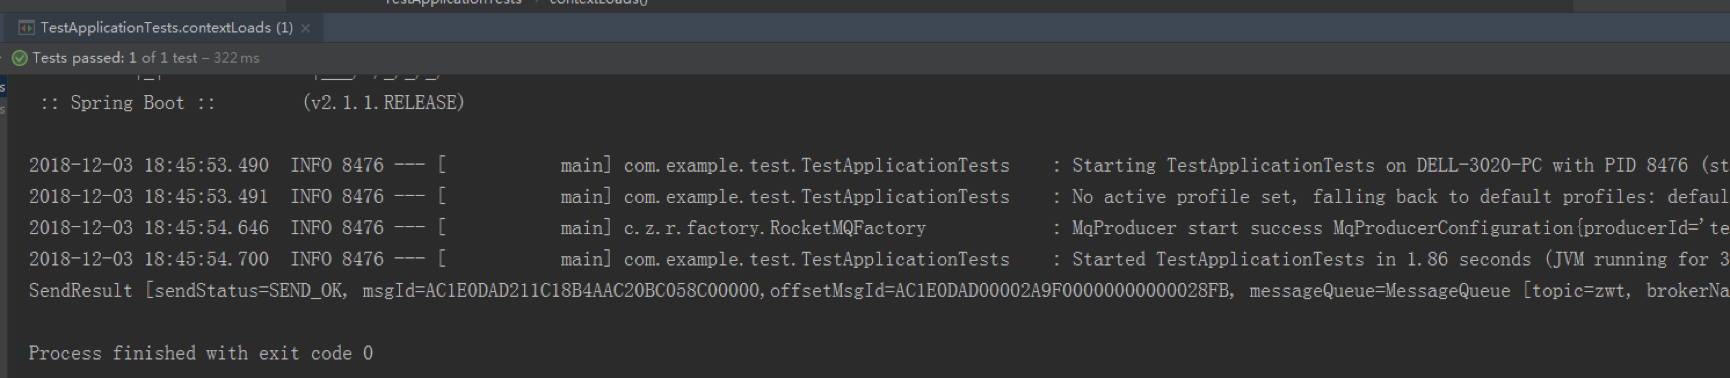 TestApplicationTests contextLoads()
TestApplicationTests.contextLoads (1) ×
Tests passed: 1 of 1 test – 322 ms
:: Spring Boot ::        (v2.1.1.RELEASE)
2018-12-03 18:45:53.490  INFO 8476 --- [           main] com.example.test.TestApplicationTests    : Starting TestApplicationTests on DELL-3020-PC with PID 8476 (st
2018-12-03 18:45:53.491  INFO 8476 --- [           main] com.example.test.TestApplicationTests    : No active profile set, falling back to default profiles: defaul
2018-12-03 18:45:54.646  INFO 8476 --- [           main] c.z.r.factory.RocketMQFactory            : MqProducer start success MqProducerConfiguration{producerId='te
2018-12-03 18:45:54.700  INFO 8476 --- [           main] com.example.test.TestApplicationTests    : Started TestApplicationTests in 1.86 seconds (JVM running for 3
SendResult [sendStatus=SEND_OK, msgId=AC1E0DAD211C18B4AAC20BC058C00000,offsetMsgId=AC1E0DAD00002A9F00000000000028FB, messageQueue=MessageQueue [topic=zwt, brokerNa
Process finished with exit code 0